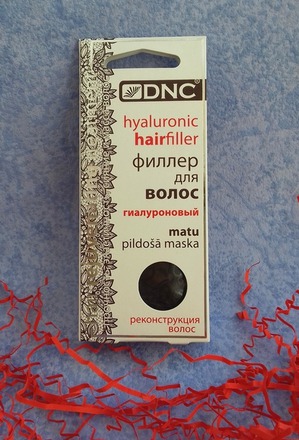 DNC®
hyaluronic
hairfiller
филлер
для
волос
гиалуроновый
matu
pildošā maska
реконструкция
волос